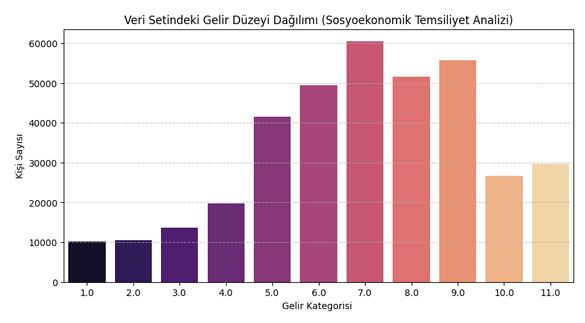 Veri Setindeki Gelir Düzeyi Dağılımı (Sosyoekonomik Temsiliyet Analizi)
60000
50000
40000
30000
20000
10000
0
Kişi Sayısı
1.0 2.0 3.0 4.0 5.0 6.0 7.0 8.0 9.0 10.0 11.0
Gelir Kategorisi